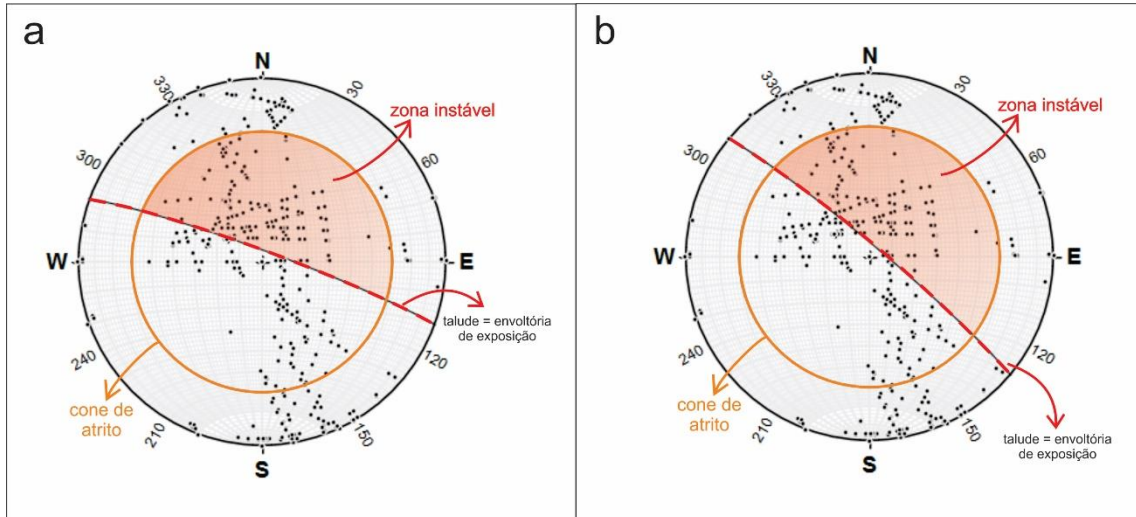 a
N
330
30
zona instável
300
60
W
E
talude = envoltória
de exposição
240
120
cone de
atrito
210
150
S
b
N
330
30
zona instável
300
60
W
E
240
120
cone de
atrito
talude = envoltória
de exposição
210
150
S